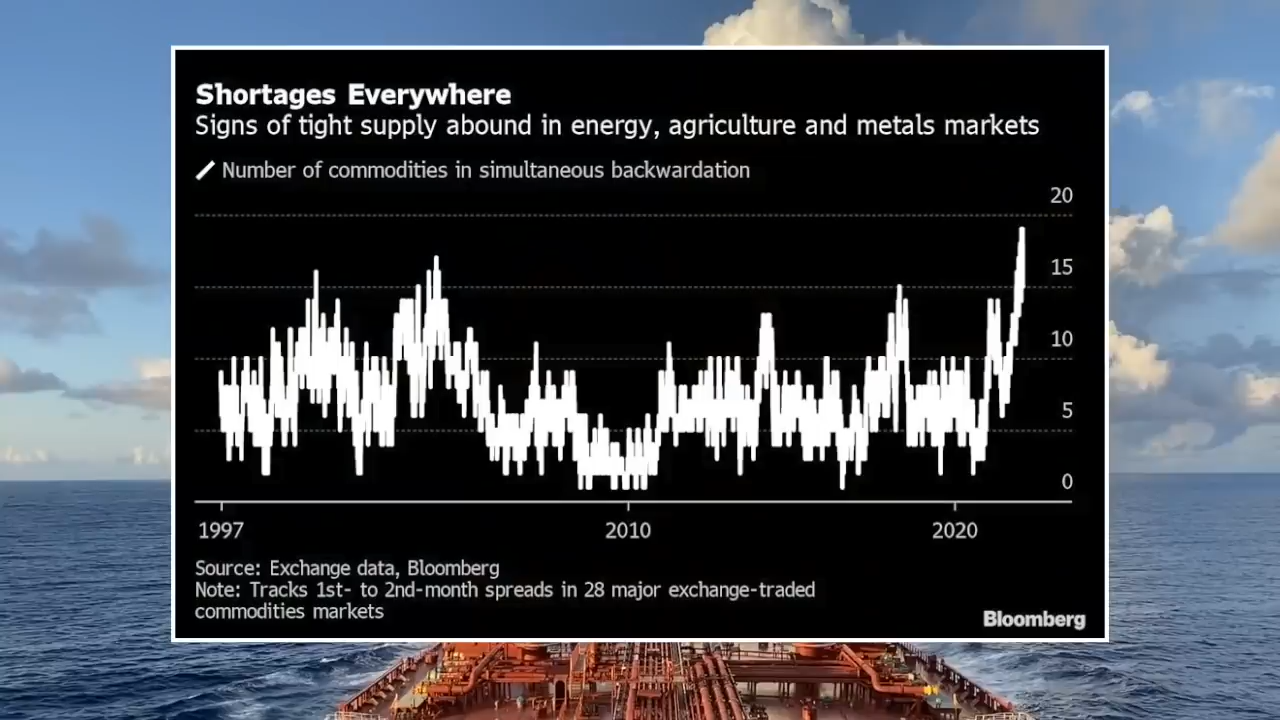 Shortages Everywhere
Signs of tight supply abound in energy, agriculture and metals markets
Number of commodities in simultaneous backwardation
20
15
10
5
0
1997 2010 2020
Source: Exchange data, Bloomberg
Note: Tracks 1st- to 2nd-month spreads in 28 major exchange-traded
commodities markets
Bloomberg